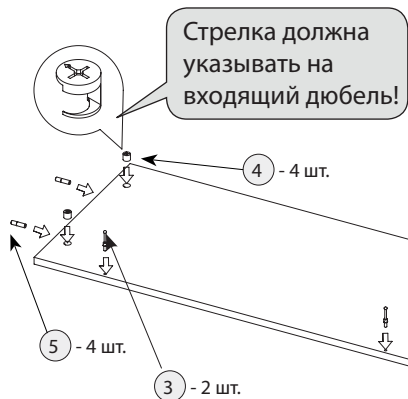 Стрелка должна
указывать на
входящий дюбель!
4 - 4 шт.
5 - 4 шт.
3 - 2 шт.